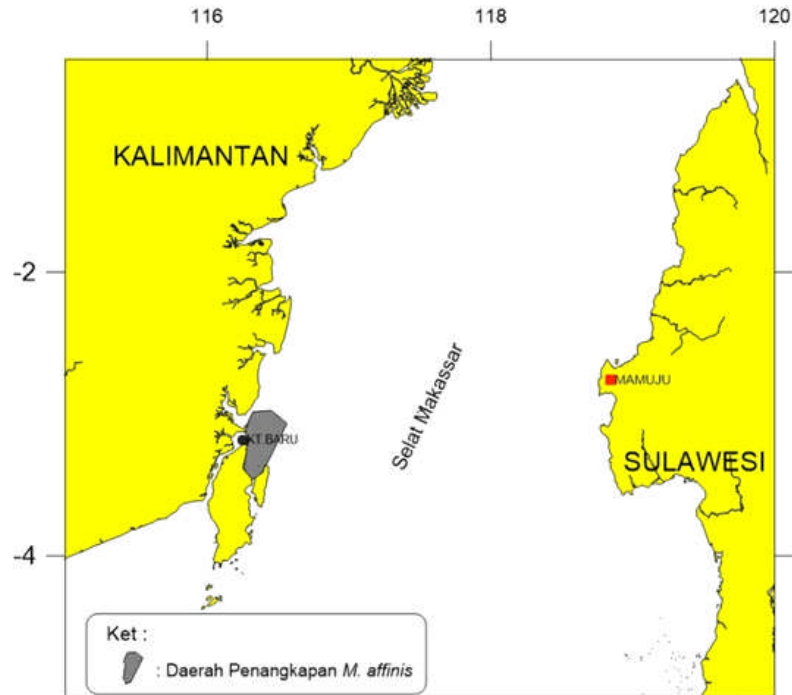 116 118 120
KALIMANTAN
-2
Selat Makassar
MAMUJU
KT.BARU
SULAWESI
-4
Ket :
: Daerah Penangkapan M. affinis